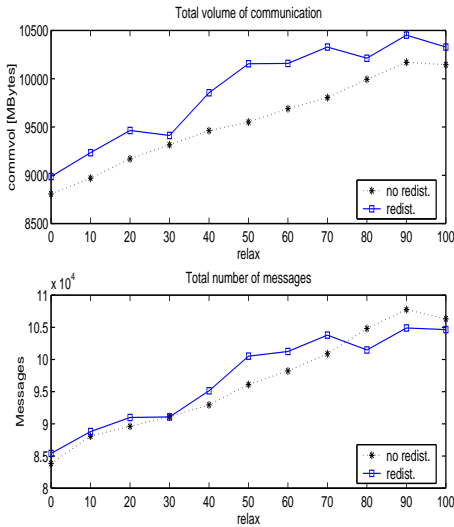 Total volume of communication
10500
10000
9500
9000
8500
commvol [MBytes]
0 10 20 30 40 50 60 70 80 90 100
relax
no redist.
redist.
Total number of messages
x 10^4
11
10.5
10
9.5
9
8.5
8
Messages
0 10 20 30 40 50 60 70 80 90 100
relax
no redist.
redist.